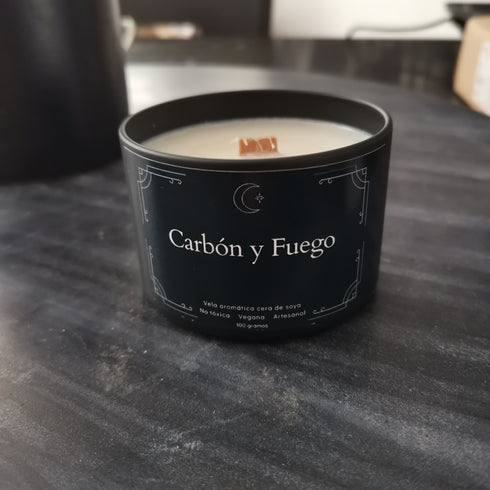 Carbón y Fuego
Vela aromática cera de soya
No tóxica Vegana Artesanal
100 gramos